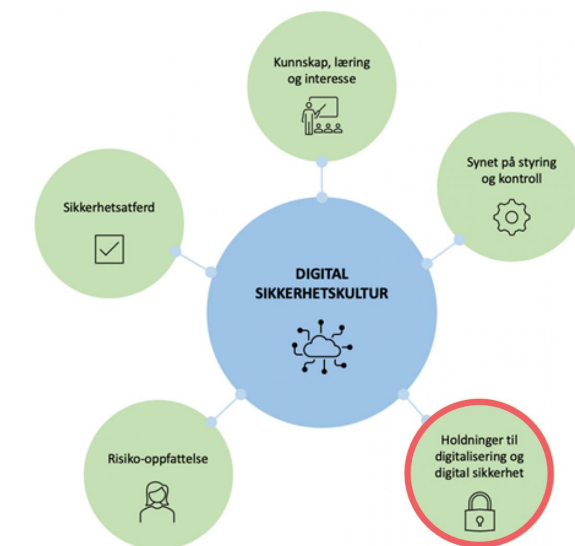 Kunnskap, læring
og interesse
Synet på styring
og kontroll
Sikkerhetsatferd
DIGITAL
SIKKERHETSKULTUR
Risiko-oppfattelse
Holdninger til
digitalisering og
digital sikkerhet